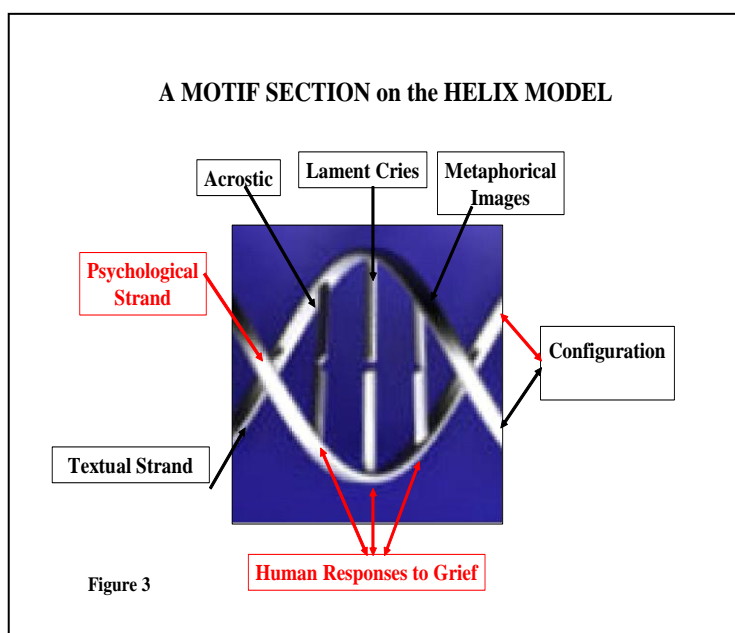 A MOTIF SECTION on the HELIX MODEL
Acrostic
Lament Cries
Metaphorical
Images
Psychological
Strand
Configuration
Textual Strand
Human Responses to Grief
Figure 3